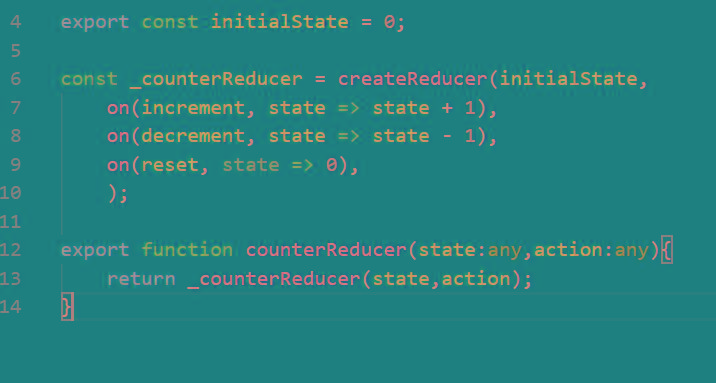 4 export const initialState = 0;
5
6 const _counterReducer = createReducer(initialState,
7 on(increment, state => state + 1),
8 on(decrement, state => state - 1),
9 on(reset, state => 0),
10 );
11
12 export function counterReducer(state:any,action:any){
13 return _counterReducer(state,action);
14 }